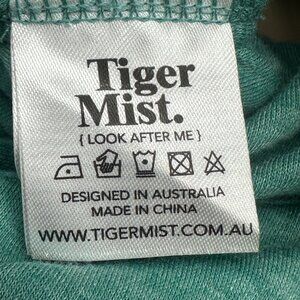 Tiger
Mist.
{ LOOK AFTER ME }
DESIGNED IN AUSTRALIA
MADE IN CHINA
WWW.TIGERMIST.COM.AU